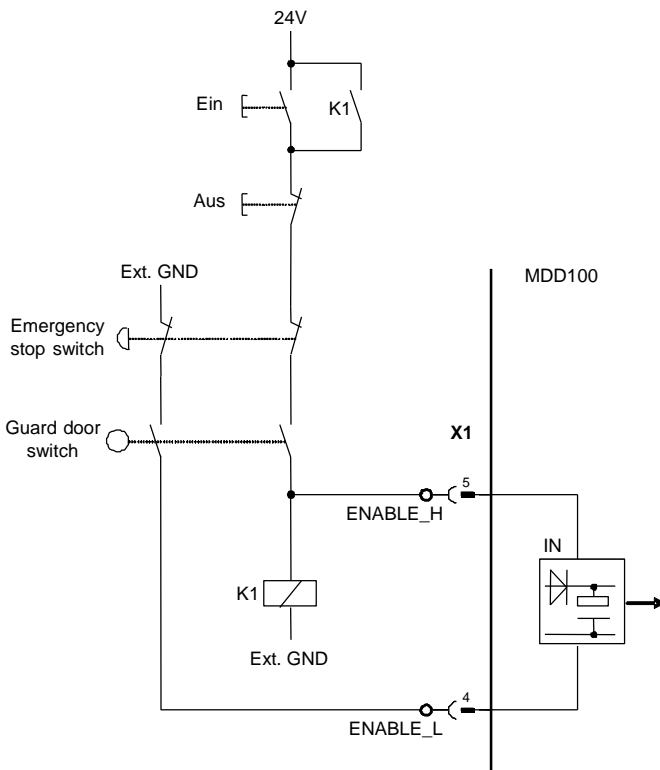 24V
Ein
K1
Aus
Ext. GND
MDD100
Emergency
stop switch
Guard door
switch
X1
5
ENABLE_H
IN
K1
Ext. GND
4
ENABLE_L